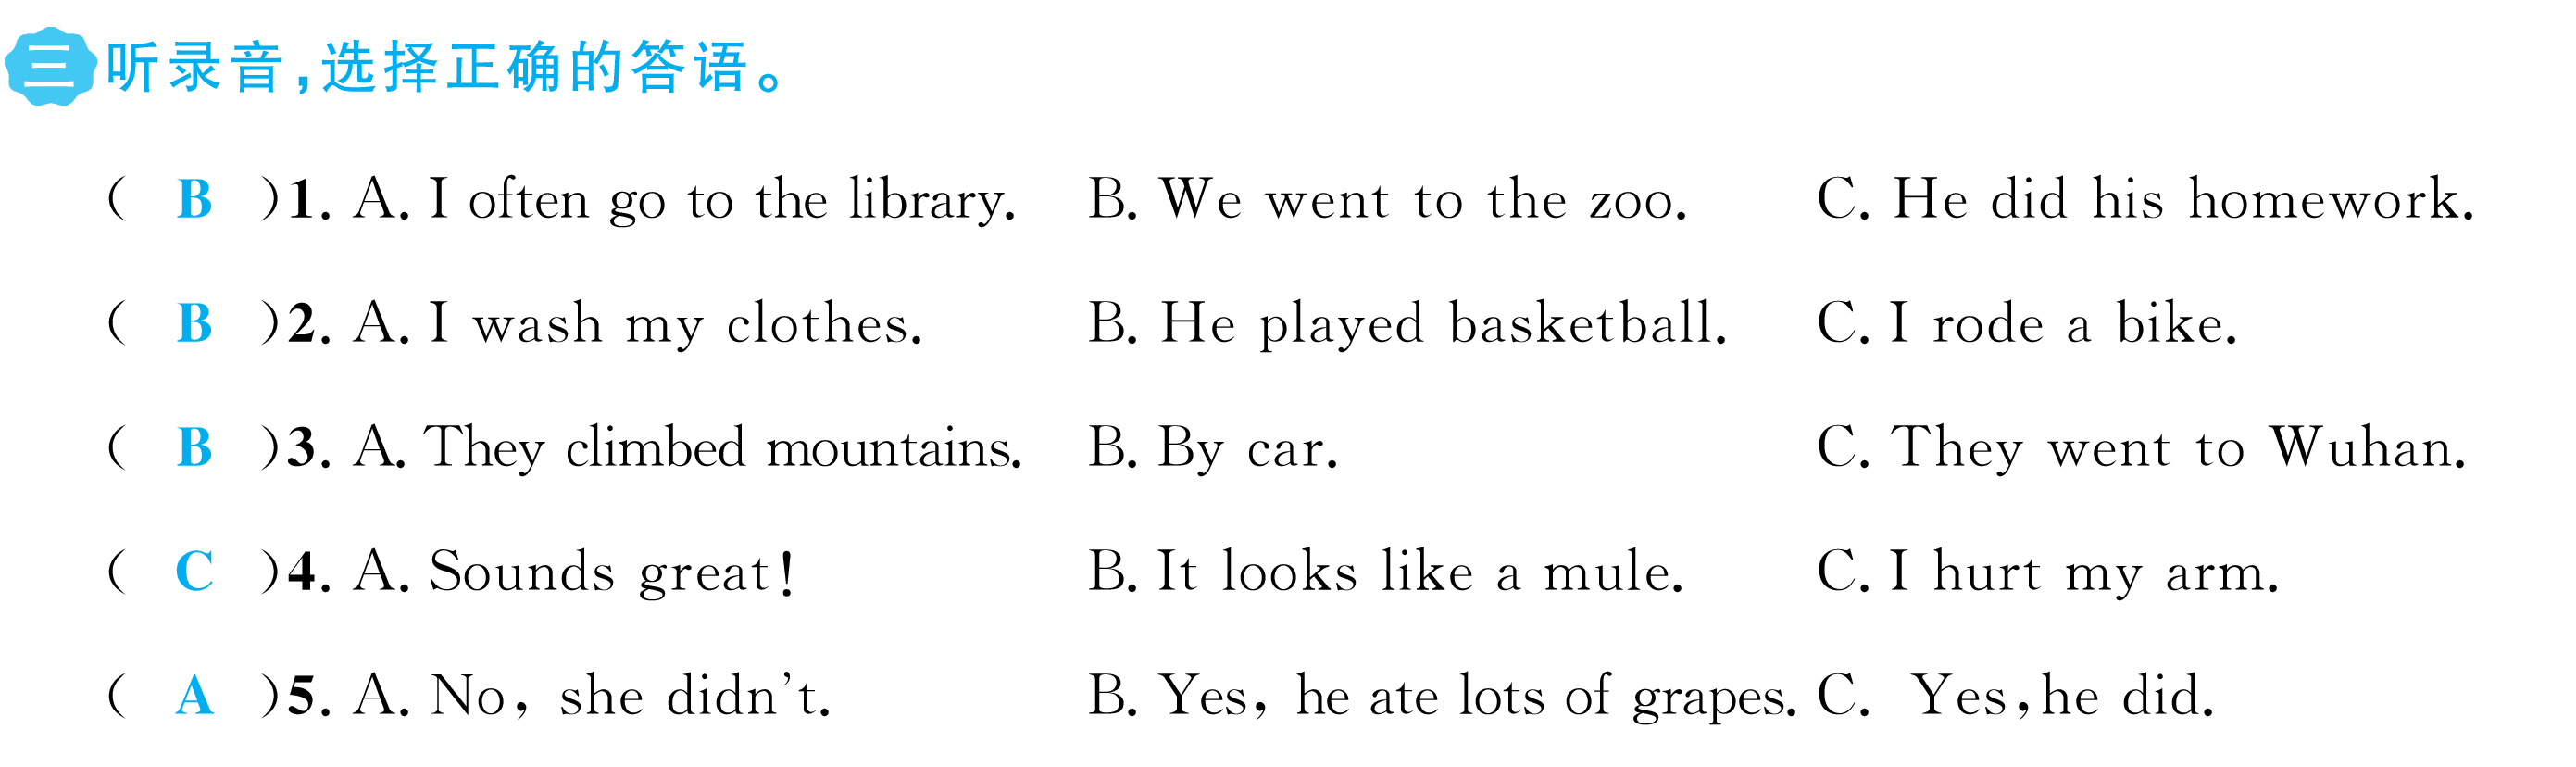 三 听录音,选择正确的答语。
( B )1. A. I often go to the library. B. We went to the zoo. C. He did his homework.
( B )2. A. I wash my clothes. B. He played basketball. C. I rode a bike.
( B )3. A. They climbed mountains. B. By car. C. They went to Wuhan.
( C )4. A. Sounds great! B. It looks like a mule. C. I hurt my arm.
( A )5. A. No, she didn't. B. Yes, he ate lots of grapes. C. Yes,he did.